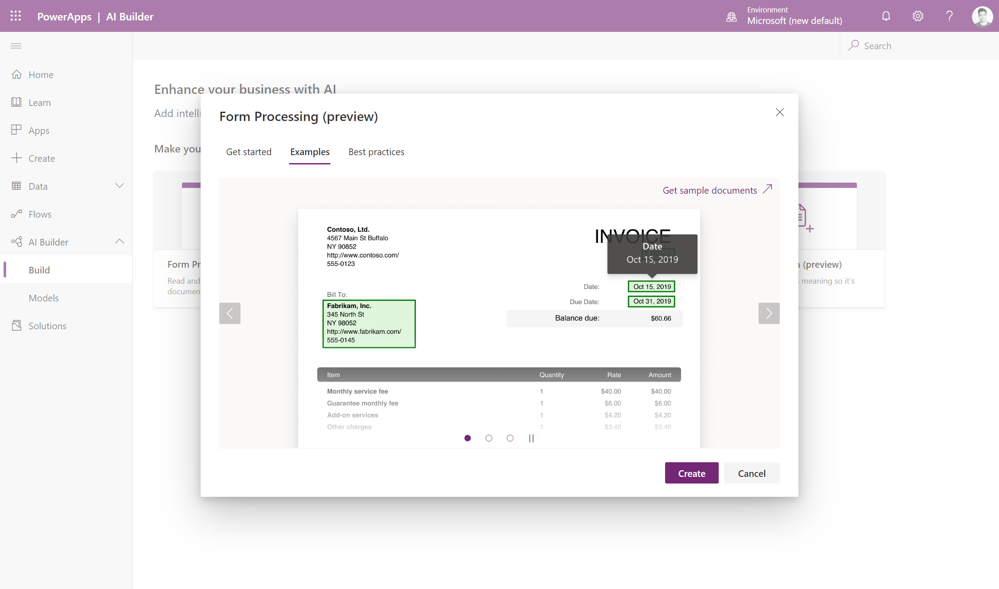 PowerApps | AI Builder
Environment
Microsoft (new default)
Search
Home
Learn
Apps
Create
Data
Flows
AI Builder
Build
Models
Solutions
Enhance your business with AI
Add intelli
Make you
Form Pr
Read and
documen
(preview)
meaning so it's
Form Processing (preview)
Get started Examples Best practices
Get sample documents
Contoso, Ltd.
4567 Main St Buffalo
NY 90852
http://www.contoso.com/
555-0123
INVOICE
178543
Date
Oct 15, 2019
Date: Oct 15, 2019
Due Date: Oct 31, 2019
Balance due: $60.66
Bill To:
Fabrikam, Inc.
345 North St
NY 98052
http://www.fabrikam.com/
555-0145
Item Quantity Rate Amount
Monthly service fee 1 $40.00 $40.00
Guarantee monthly fee 1 $6.00 $6.00
Add-on services 1 $4.20 $4.20
Other charges 1 $3.40 $3.40
Create Cancel